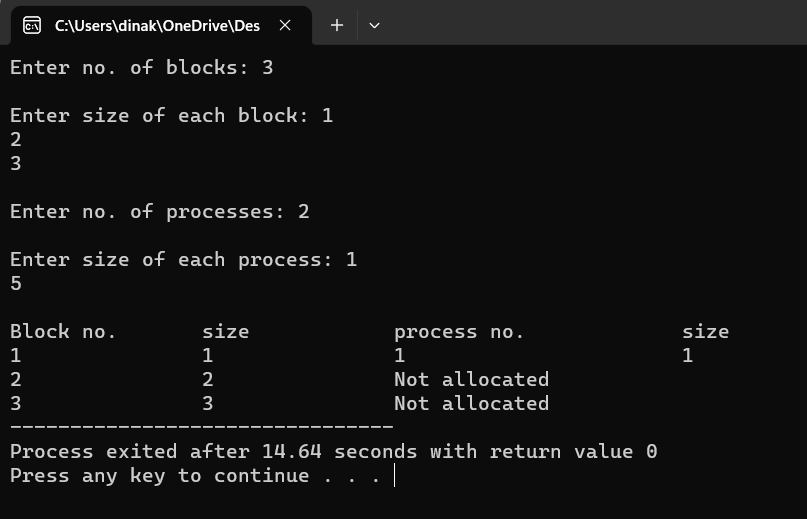 C:\Users\dinak\OneDrive\Des
Enter no. of blocks: 3
Enter size of each block: 1
2
3
Enter no. of processes: 2
Enter size of each process: 1
5
Block no.       size            process no.             size
1               1               1                       1
2               2               Not allocated
3               3               Not allocated
--------------------------------
Process exited after 14.64 seconds with return value 0
Press any key to continue . . .